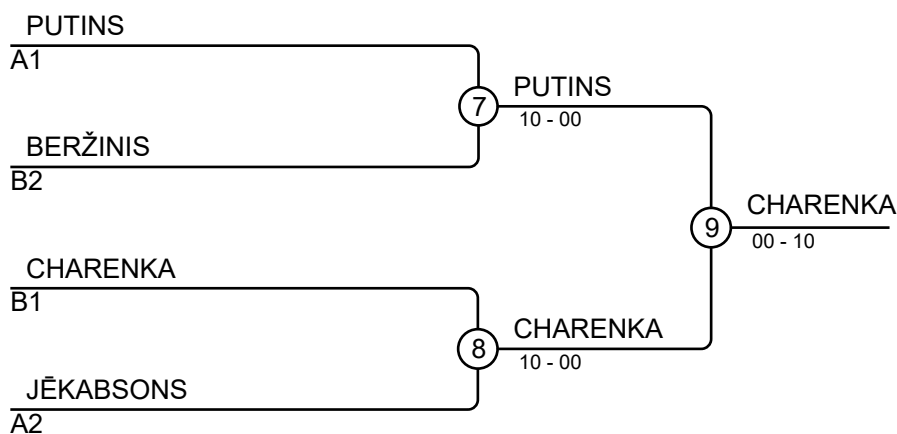 PUTINS
A1
7
PUTINS
10 - 00
BERŽINIS
B2
9
CHARENKA
00 - 10
CHARENKA
B1
8
CHARENKA
10 - 00
JĒKABSONS
A2